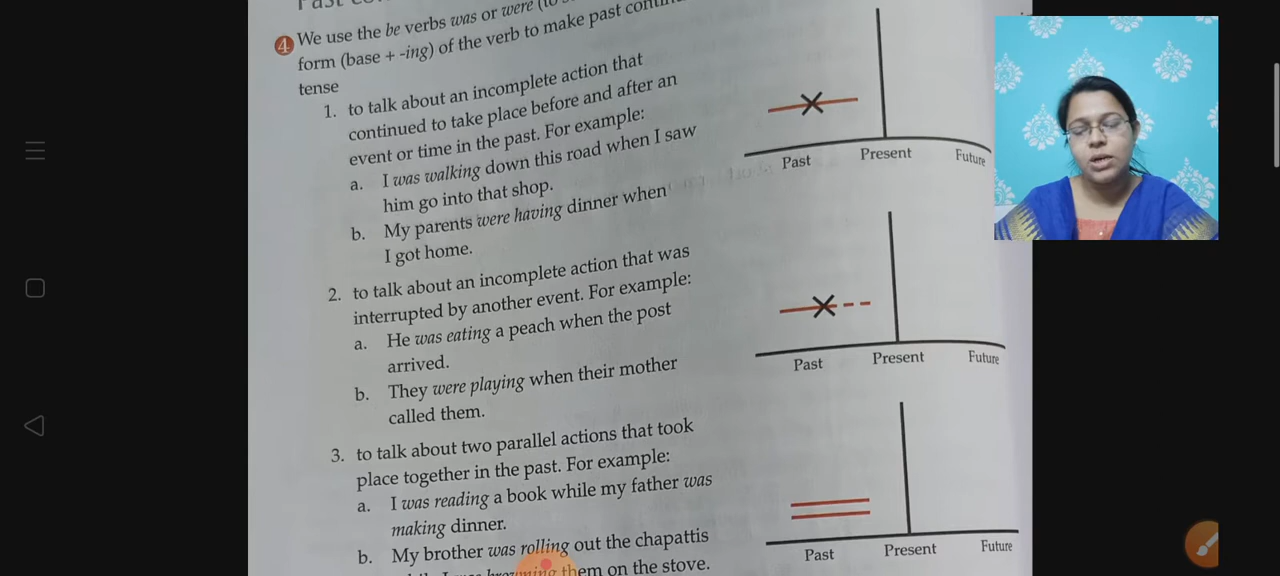 4 We use the be verbs was or were (to
form (base + -ing) of the verb to make past
tense
1. to talk about an incomplete action that
continued to take place before and after an
event or time in the past. For example:
a. I was walking down this road when I saw
him go into that shop.
b. My parents were having dinner when
I got home.
Past Present Future
2. to talk about an incomplete action that was
interrupted by another event. For example:
a. He was eating a peach when the post
arrived.
b. They were playing when their mother
called them.
Past Present Future
3. to talk about two parallel actions that took
place together in the past. For example:
a. I was reading a book while my father was
making dinner.
b. My brother was rolling out the chapattis
them on the stove.
Past Present Future